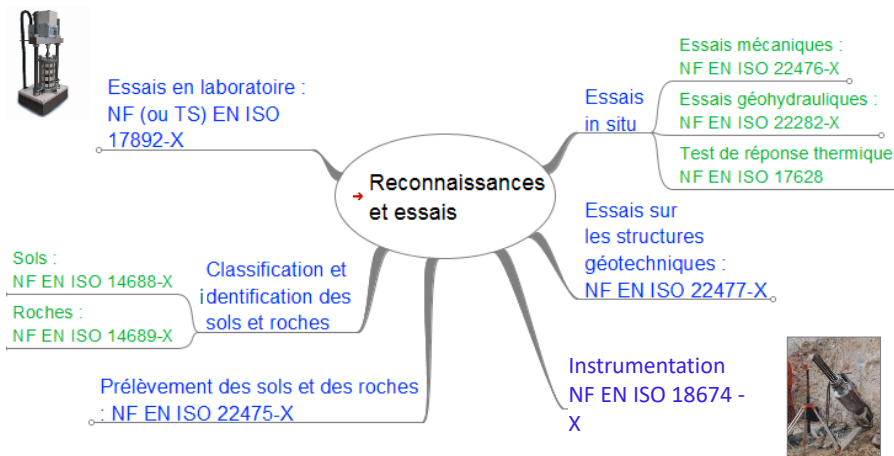 Essais en laboratoire :
NF (ou TS) EN ISO
17892-X
Essais
in situ
Essais mécaniques :
NF EN ISO 22476-X
Essais géohydrauliques :
NF EN ISO 22282-X
Test de réponse thermique
NF EN ISO 17628
Reconnaissances
et essais
Essais sur
les structures
géotechniques :
NF EN ISO 22477-X
Classification et
identification des
sols et roches
Sols :
NF EN ISO 14688-X
Roches :
NF EN ISO 14689-X
Prélèvement des sols et des roches
: NF EN ISO 22475-X
Instrumentation
NF EN ISO 18674 -
X